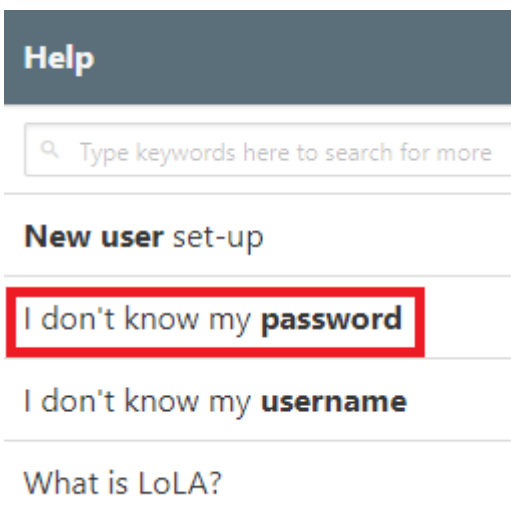 Help
Type keywords here to search for more
New user set-up
I don't know my password
I don't know my username
What is LoLA?